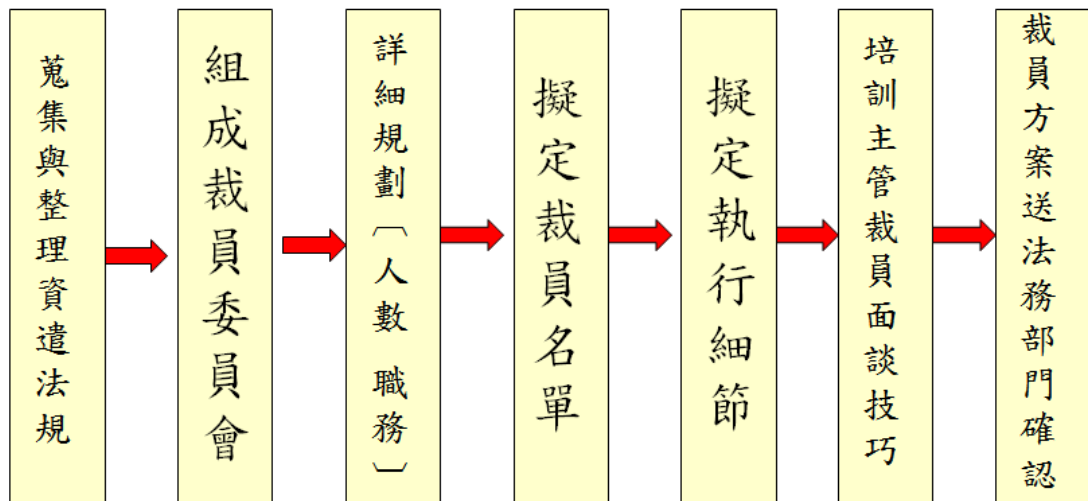 蒐集與整理資遣法規
組成裁員委員會
詳細規劃〔人數 職務〕
擬定裁員名單
擬定執行細節
培訓主管裁員面談技巧
裁員方案送法務部門確認